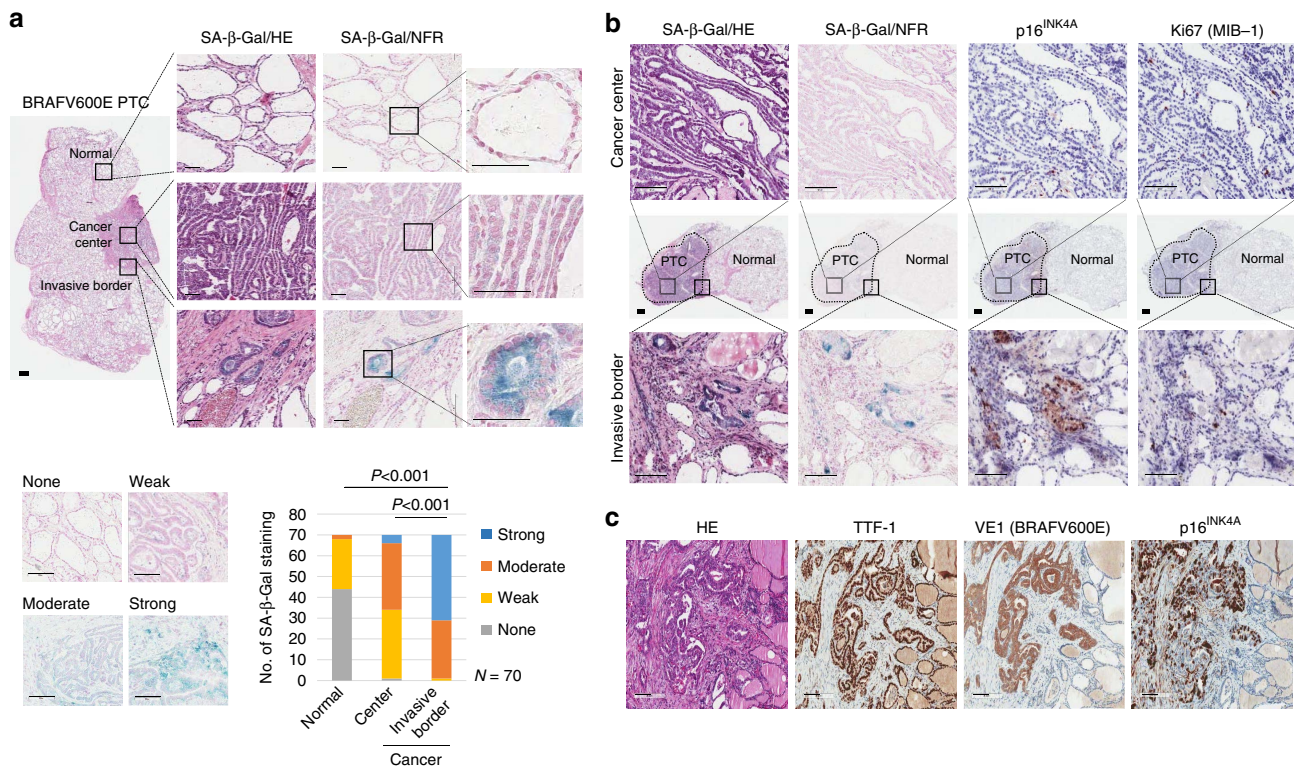 a
SA-β-Gal/HE
SA-β-Gal/NFR
BRAFV600E PTC
Normal
Cancer
center
Invasive border
None
Weak
Moderate
Strong
P<0.001
P<0.001
No. of SA-β-Gal staining
80
70
60
50
40
30
20
10
0
Normal
Center
Invasive
border
Cancer
Strong
Moderate
Weak
None
N = 70
b
SA-β-Gal/HE
SA-β-Gal/NFR
p16INK4A
Ki67 (MIB–1)
Cancer center
PTC
Normal
PTC
Normal
PTC
Normal
PTC
Normal
Invasive border
c
HE
TTF-1
VE1 (BRAFV600E)
p16INK4A